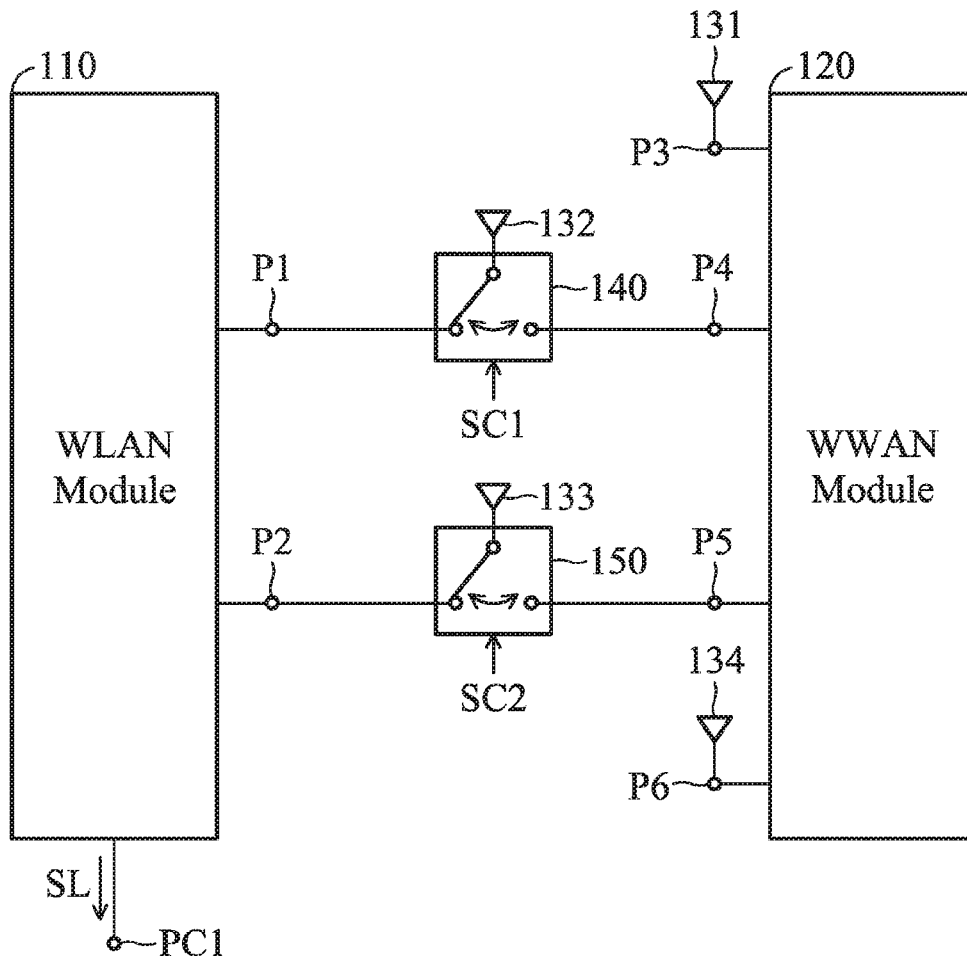 131
110
120
P3
132
P1
140
P4
SC1
WLAN
Module
WWAN
Module
133
P2
150
P5
134
SC2
P6
SL
PC1